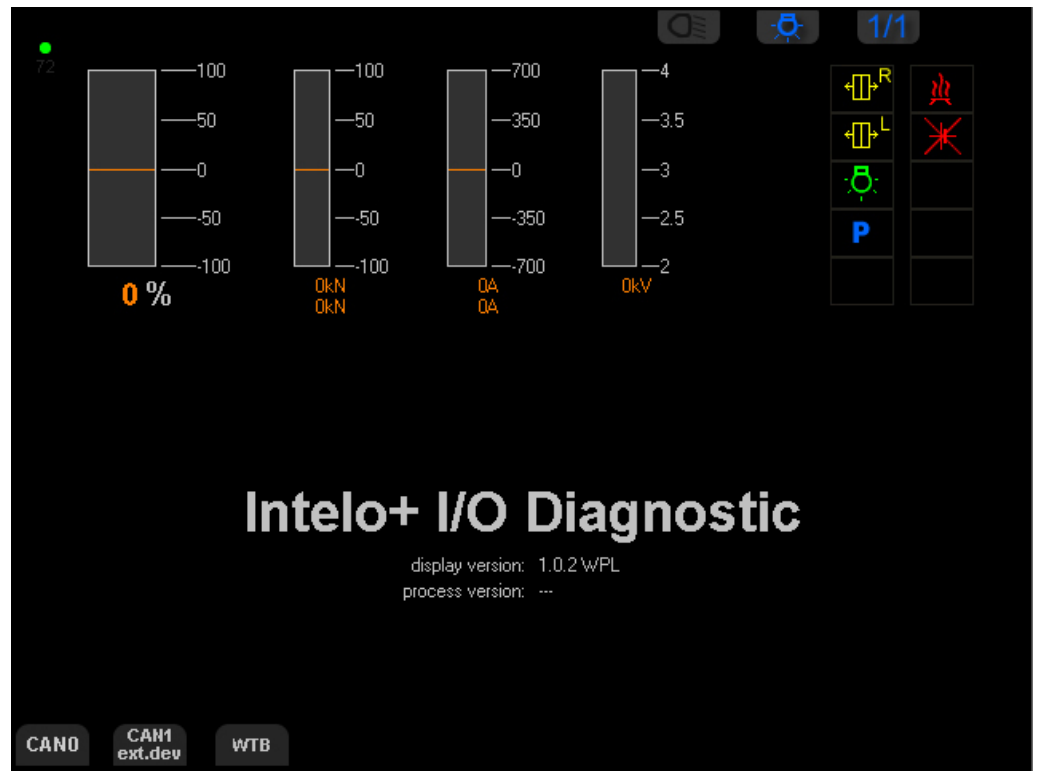 1/1
72
100
50
0
-50
-100
0 %
100
50
0
-50
-100
0kN
0kN
700
350
0
-350
-700
0A
0A
4
3.5
3
2.5
2
0kV
R
L
P
Intelo+ I/O Diagnostic
display version: 1.0.2 WPL
process version: ---
CAN0
CAN1
ext.dev
WTB